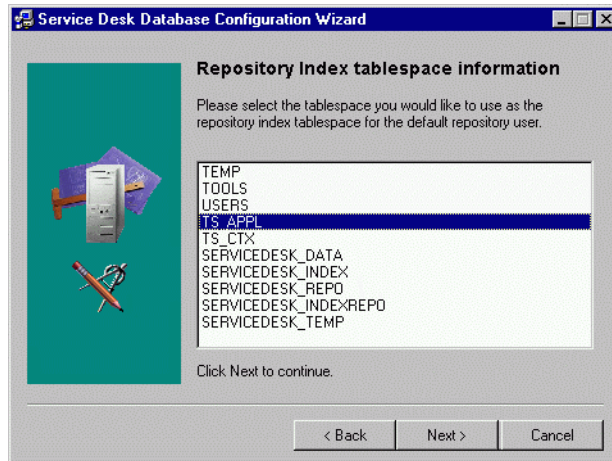 Service Desk Database Configuration Wizard
Repository Index tablespace information
Please select the tablespace you would like to use as the
repository index tablespace for the default repository user.
TEMP
TOOLS
USERS
TS_APPL
TS_CTX
SERVICEDESK_DATA
SERVICEDESK_INDEX
SERVICEDESK_REPO
SERVICEDESK_INDEXREPO
SERVICEDESK_TEMP
Click Next to continue.
< Back Next > Cancel